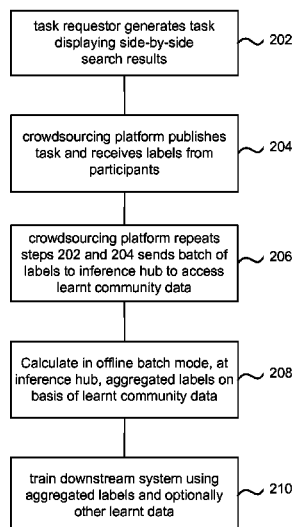 task requestor generates task
displaying side-by-side
search results
202
crowdsourcing platform publishes
task and receives labels from
participants
204
crowdsourcing platform repeats
steps 202 and 204 sends batch of
labels to inference hub to access
learnt community data
206
Calculate in offline batch mode, at
inference hub, aggregated labels on
basis of learnt community data
208
train downstream system using
aggregated labels and optionally
other learnt data
210